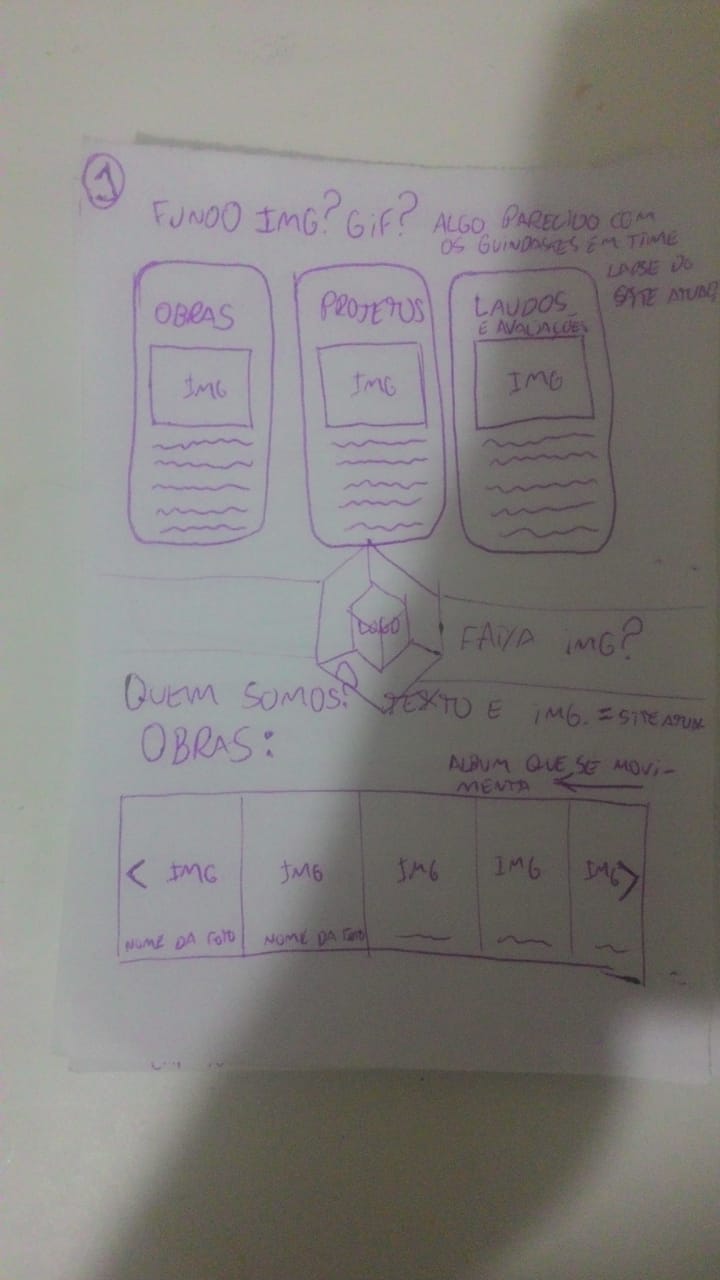 1
FUNDO IMG? GIF? ALGO PARECIDO COM
OS GUINDASTES EM TIME
LAPSE DO
SITE ATUAL
OBRAS
IMG
PROJETOS
IMG
LAUDOS
E AVALIAÇÕES
IMG
LOGO
FAIXA IMG?
QUEM SOMOS? TEXTO E IMG. = SITE ATUAL
OBRAS:
ALBUM QUE SE MOVI-
MENTA
< IMG IMG IMG IMG IMG >
NOME DA FOTO NOME DA FOTO